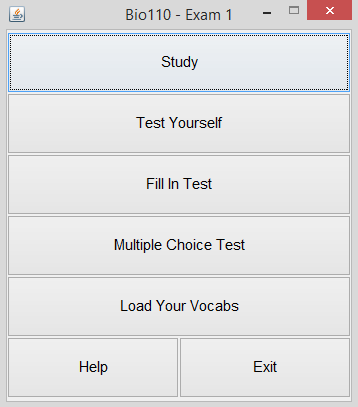 Bio110 - Exam 1
Study
Test Yourself
Fill In Test
Multiple Choice Test
Load Your Vocabs
Help
Exit